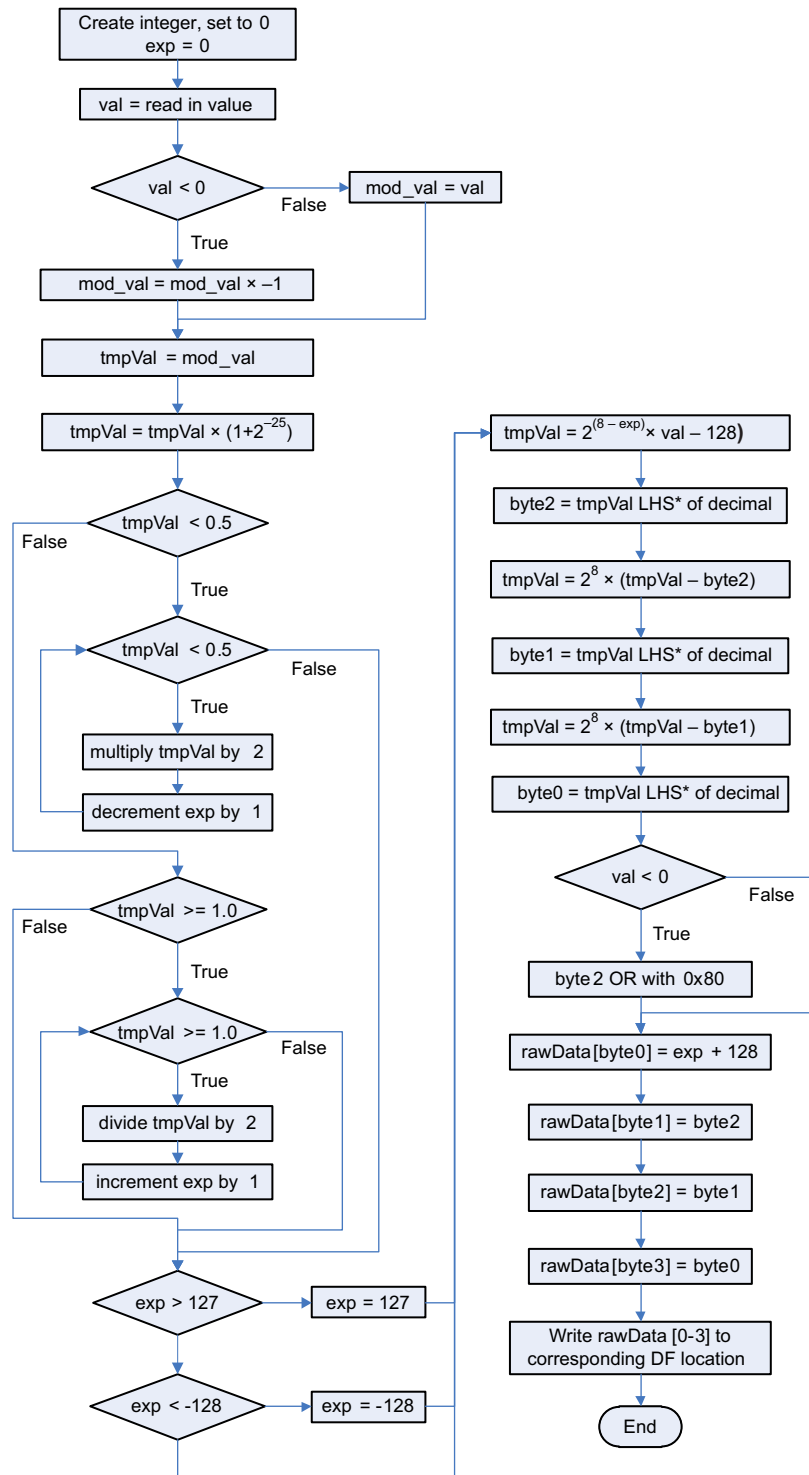 Create integer, set to 0
exp = 0
val = read in value
val < 0
False
mod_val = val
True
mod_val = mod_val × –1
tmpVal = mod_val
tmpVal = tmpVal × (1+2^–25)
tmpVal < 0.5
False
True
tmpVal < 0.5
False
True
multiply tmpVal by 2
decrement exp by 1
tmpVal >= 1.0
False
True
tmpVal >= 1.0
False
True
divide tmpVal by 2
increment exp by 1
exp > 127
exp = 127
exp < -128
exp = -128
tmpVal = 2^(8 – exp) × val – 128)
byte2 = tmpVal LHS* of decimal
tmpVal = 2^8 × (tmpVal – byte2)
byte1 = tmpVal LHS* of decimal
tmpVal = 2^8 × (tmpVal – byte1)
byte0 = tmpVal LHS* of decimal
val < 0
False
True
byte2 OR with 0x80
rawData[byte0] = exp + 128
rawData[byte1] = byte2
rawData[byte2] = byte1
rawData[byte3] = byte0
Write rawData [0-3] to
corresponding DF location
End